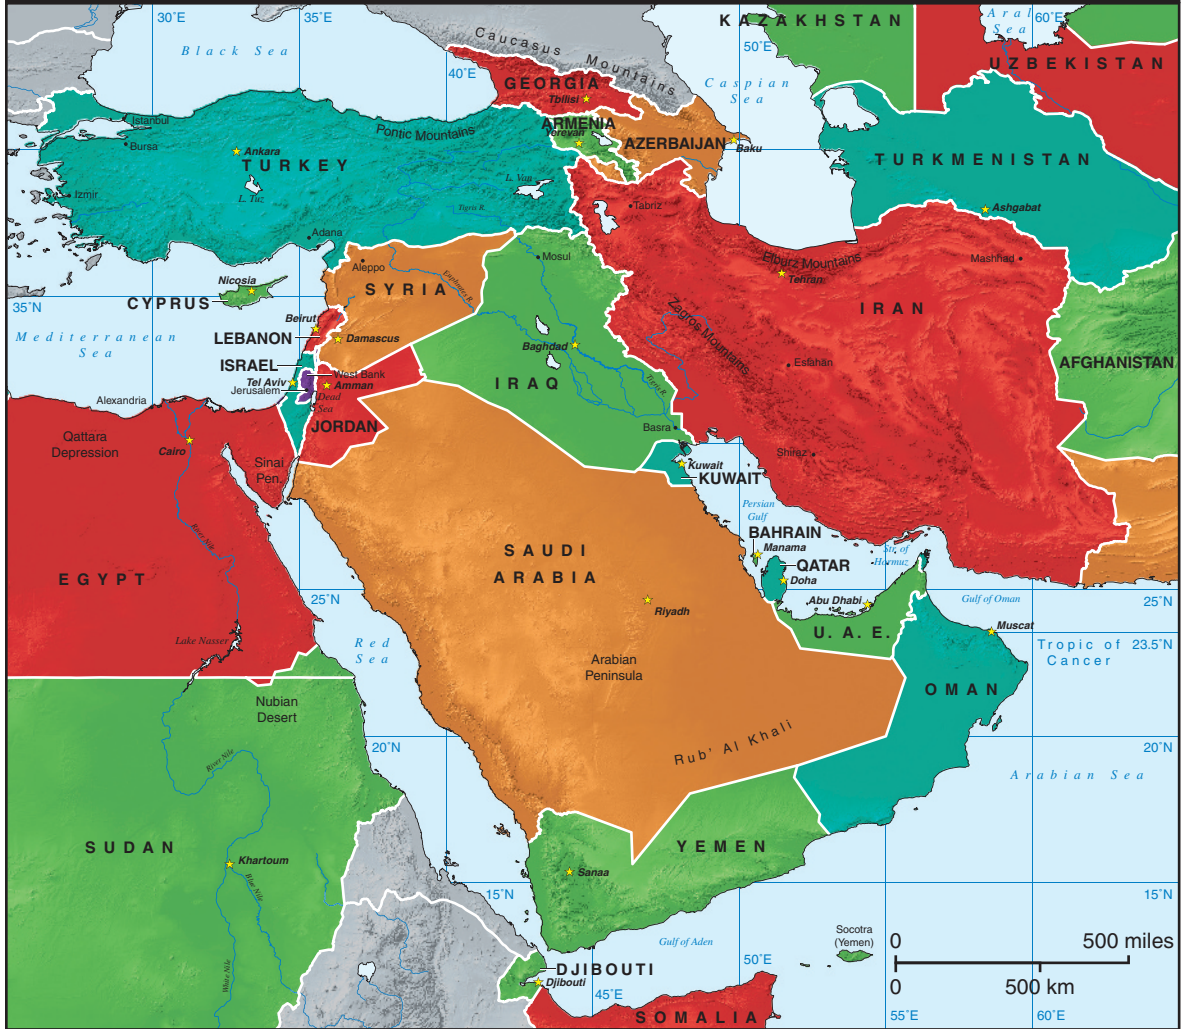 30°E
35°E
KAZAKHSTAN
Aral
Sea
60°E
Black Sea
Caucasus Mountains
50°E
40°E
UZBEKISTAN
GEORGIA
Tbilisi
Caspian
Sea
Istanbul
Pontic Mountains
ARMENIA
Yerevan
AZERBAIJAN
Baku
Bursa
Ankara
TURKEY
TURKMENISTAN
L. Van
Izmir
L. Tuz
Tigris R.
Tabriz
Ashgabat
Adana
Mosul
Elburz Mountains
Mashhad
Aleppo
Nicosia
Euphrates R.
Tehran
SYRIA
35°N
CYPRUS
Zagros Mountains
IRAN
Beirut
Mediterranean
Sea
LEBANON
Damascus
Baghdad
ISRAEL
Esfahan
AFGHANISTAN
West Bank
Tel Aviv
Amman
IRAQ
Tigris R.
Jerusalem
Dead
Sea
Alexandria
JORDAN
Basra
Qattara
Depression
Cairo
Shiraz
Sinai
Pen.
Kuwait
KUWAIT
Persian
Gulf
River Nile
BAHRAIN
Manama
SAUDI
ARABIA
Str. of
Hormuz
QATAR
Doha
EGYPT
25°N
Riyadh
Abu Dhabi
Gulf of Oman
25°N
Muscat
U. A. E.
Lake Nasser
Red
Sea
Tropic of
Cancer
23.5°N
Arabian
Peninsula
OMAN
Nubian
Desert
Rub' Al Khali
20°N
20°N
River Nile
Arabian Sea
SUDAN
YEMEN
Khartoum
Sanaa
Blue Nile
15°N
15°N
Socotra
(Yemen)
Gulf of Aden
0
500 miles
White Nile
50°E
DJIBOUTI
Djibouti
0
500 km
45°E
SOMALIA
55°E
60°E